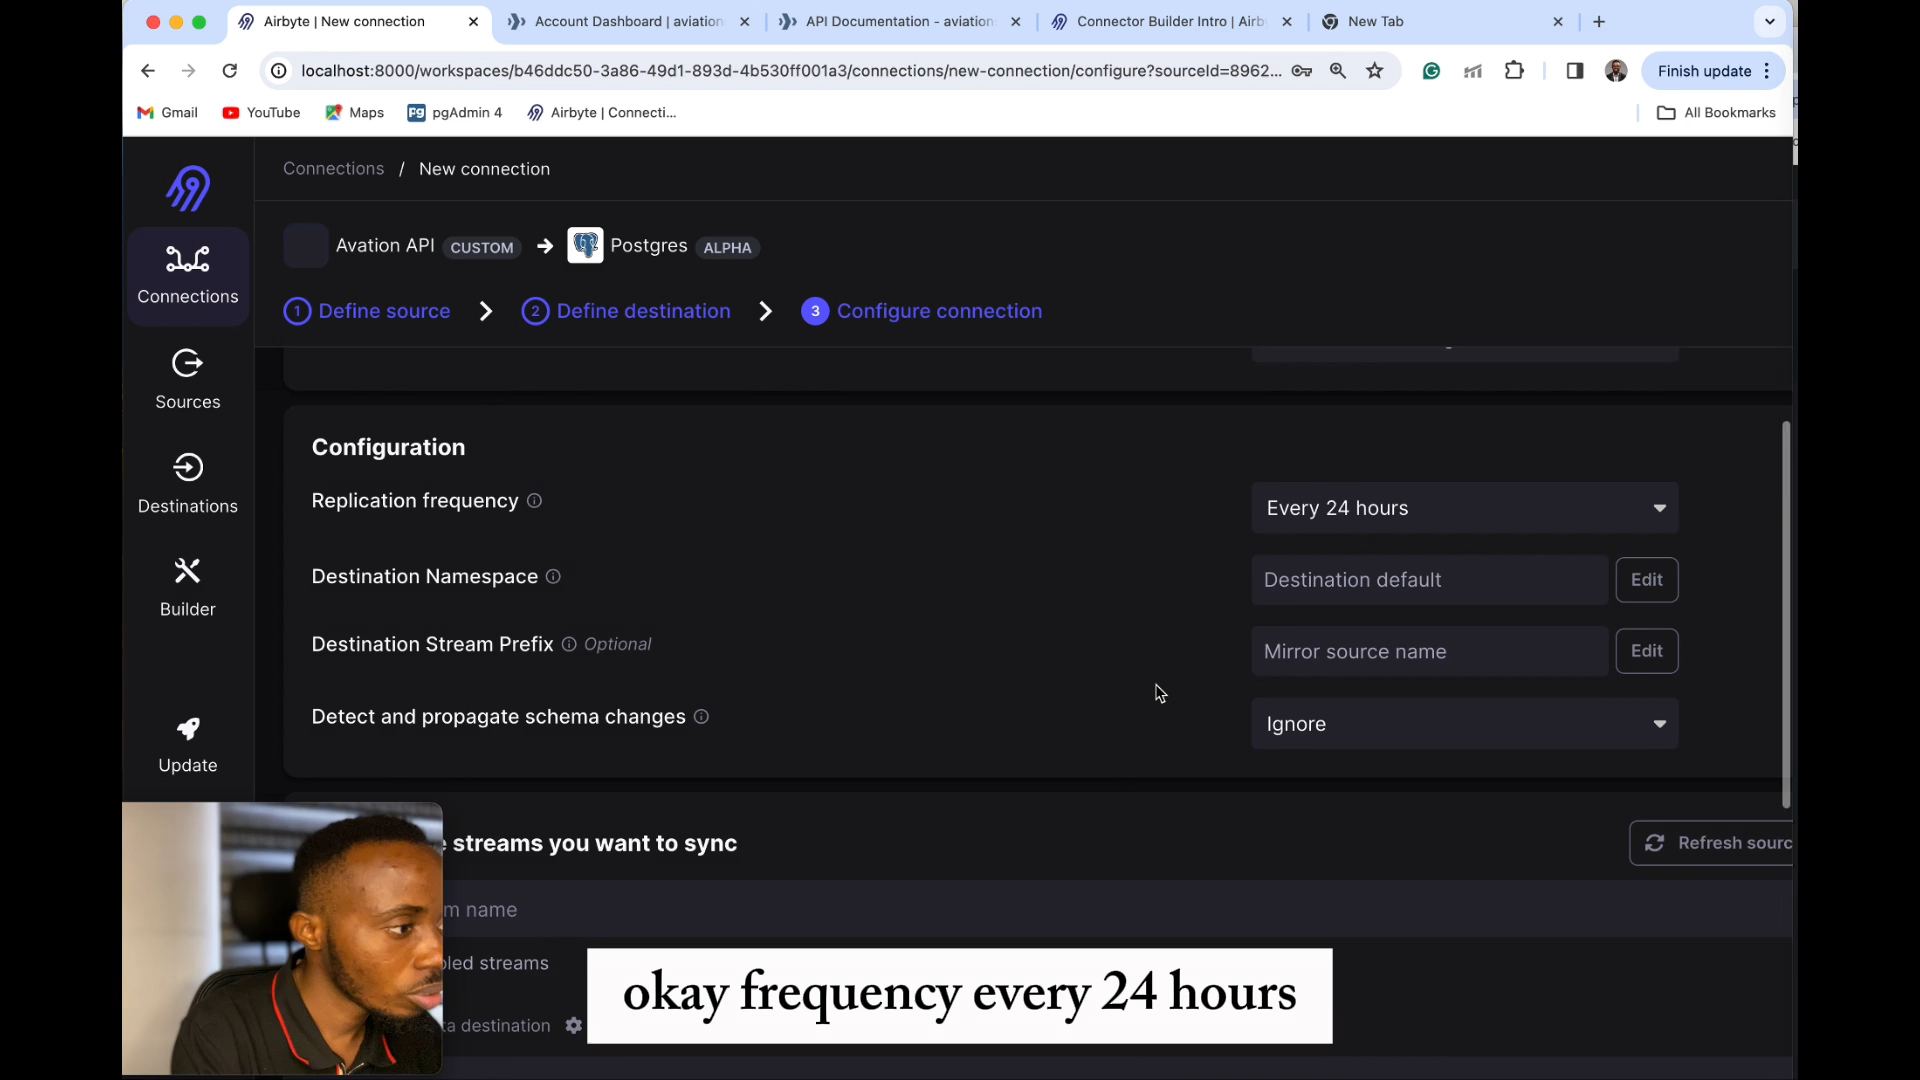 Airbyte | New connection
Account Dashboard | aviation
API Documentation - aviation
Connector Builder Intro | Airb
New Tab
localhost:8000/workspaces/b46ddc50-3a86-49d1-893d-4b530ff001a3/connections/new-connection/configure?sourceId=8962...
Finish update
Gmail
YouTube
Maps
pgAdmin 4
Airbyte | Connecti...
All Bookmarks
Connections / New connection
Avation API CUSTOM
Postgres ALPHA
1 Define source
2 Define destination
3 Configure connection
Connections
Sources
Destinations
Builder
Update
Configuration
Replication frequency
Every 24 hours
Destination Namespace
Destination default
Edit
Destination Stream Prefix Optional
Mirror source name
Edit
Detect and propagate schema changes
Ignore
streams you want to sync
Refresh sourc
name
streams
destination
okay frequency every 24 hours